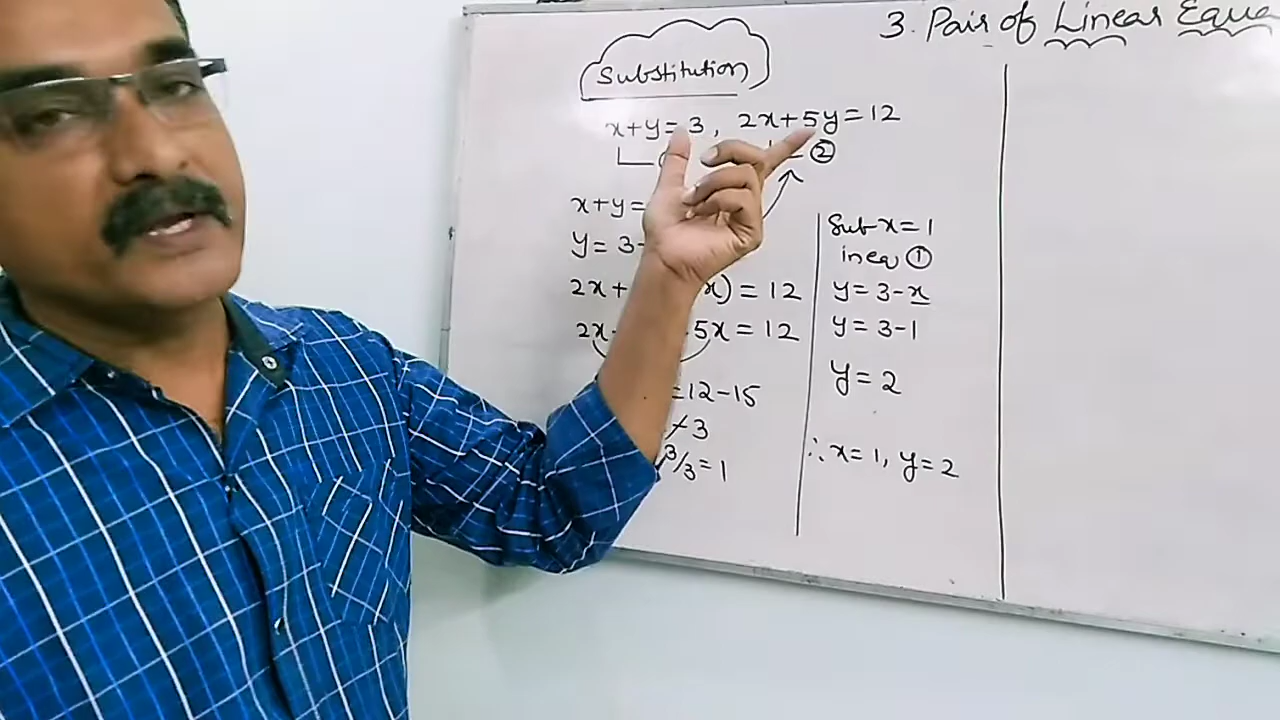 3. Pair of Linear Equa
Substitution
x+y=3, 2x+5y=12
②
x+y=
y=3-
2x+ x)=12
2x- 5x=12
=12-15
3
3/3=1
Sub x=1
in eq ①
y=3-x
y=3-1
y=2
∴ x=1, y=2